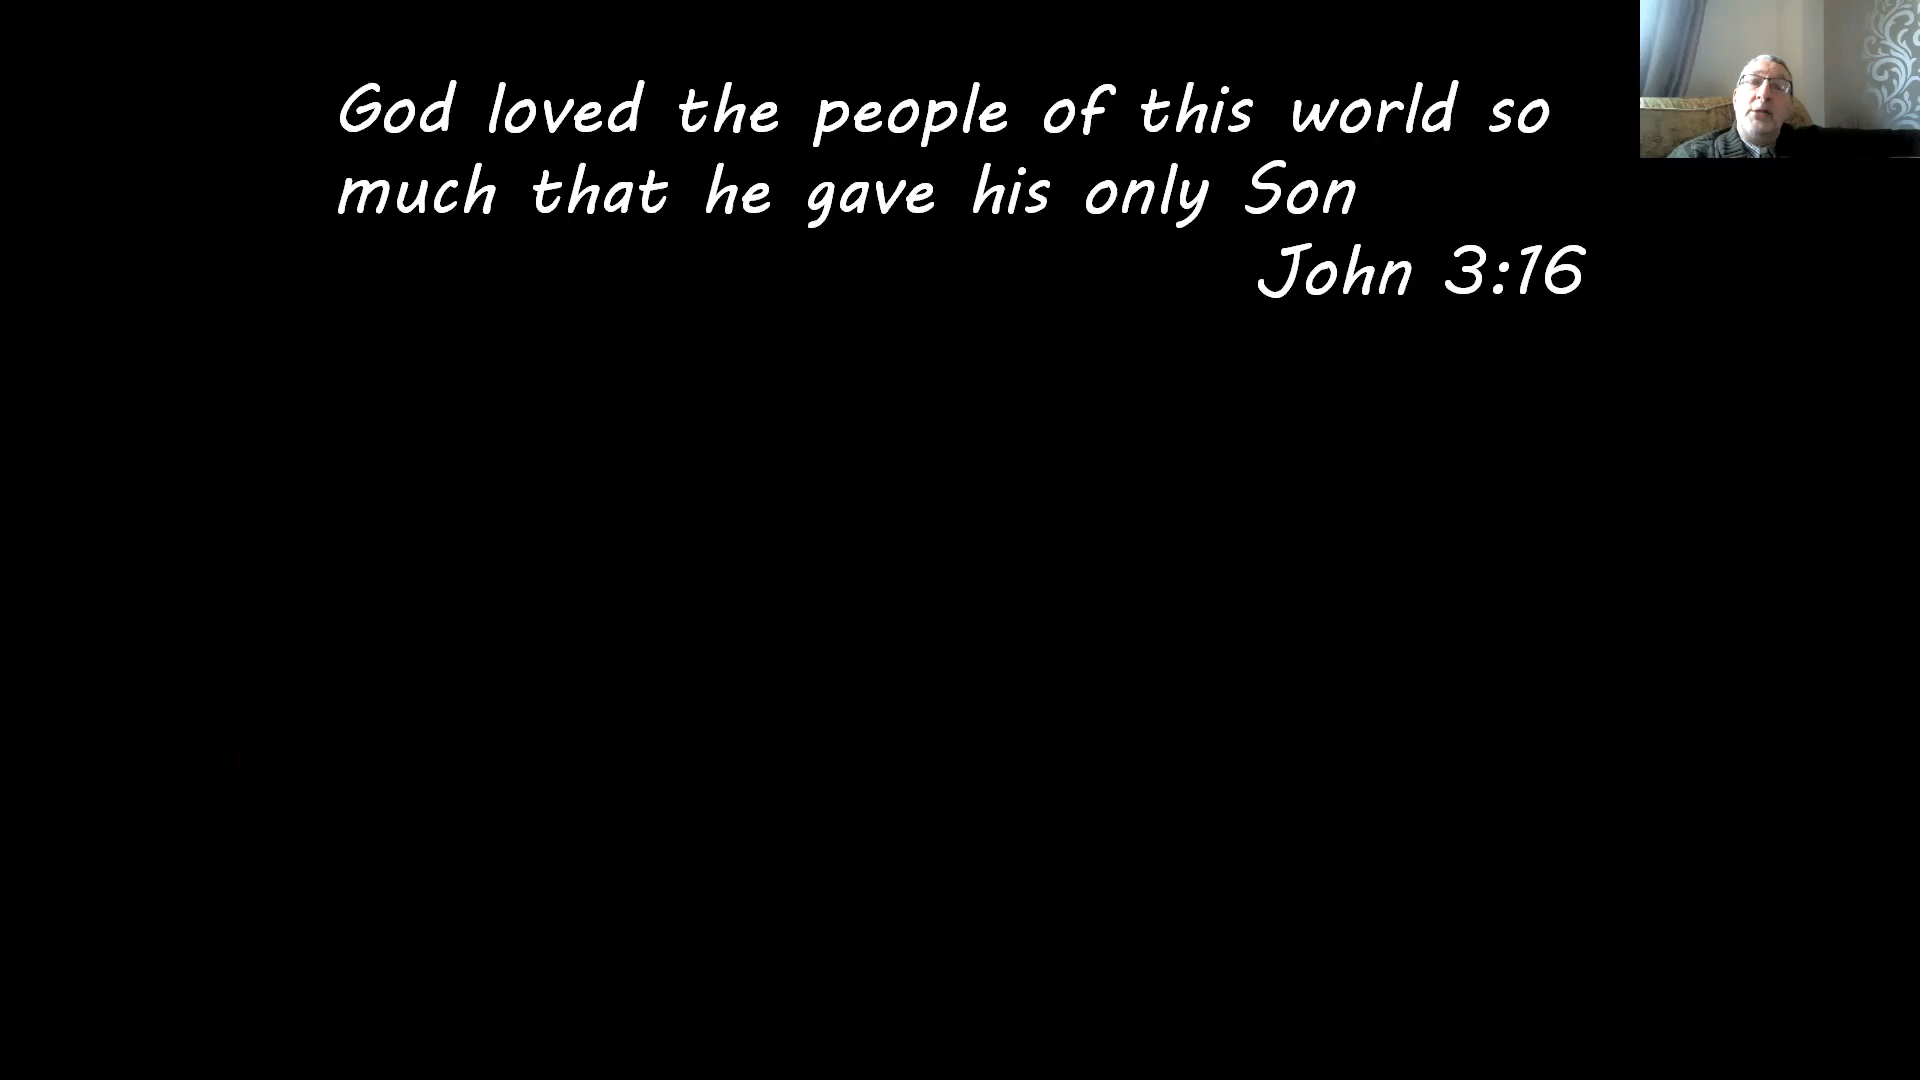 God loved the people of this world so
much that he gave his only Son
John 3:16